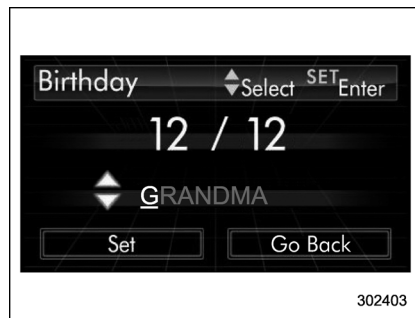 Birthday Select SET Enter
12 / 12
GRANDMA
Set Go Back
302403